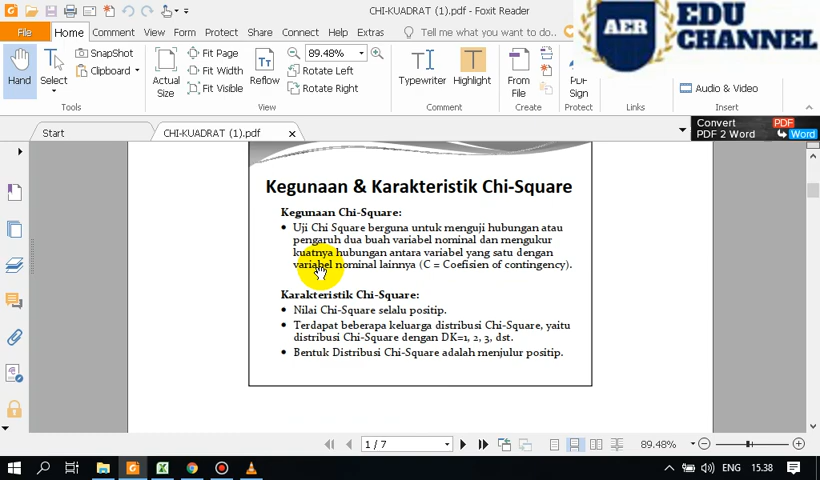 CHI-KUADRAT (1).pdf - Foxit Reader
AER
EDU
CHANNEL
File Home Comment View Form Protect Share Connect Help Extras Tell me what you want to do...
Hand
Select
SnapShot
Clipboard
Actual
Size
Fit Page
Fit Width
Fit Visible
Reflow
89.48%
Rotate Left
Rotate Right
Typewriter
Highlight
From
File
PDF
Sign
Audio & Video
Tools View Comment Create Protect Links Insert
Start
CHI-KUADRAT (1).pdf
Convert PDF
PDF 2 Word Word
Kegunaan & Karakteristik Chi-Square
Kegunaan Chi-Square:
• Uji Chi Square berguna untuk menguji hubungan atau
pengaruh dua buah variabel nominal dan mengukur
kuatnya hubungan antara variabel yang satu dengan
variabel nominal lainnya (C = Coefisien of contingency).
Karakteristik Chi-Square:
• Nilai Chi-Square selalu positip.
• Terdapat beberapa keluarga distribusi Chi-Square, yaitu
distribusi Chi-Square dengan DK=1, 2, 3, dst.
• Bentuk Distribusi Chi-Square adalah menjulur positip.
1 / 7
89.48%
ENG
15.38